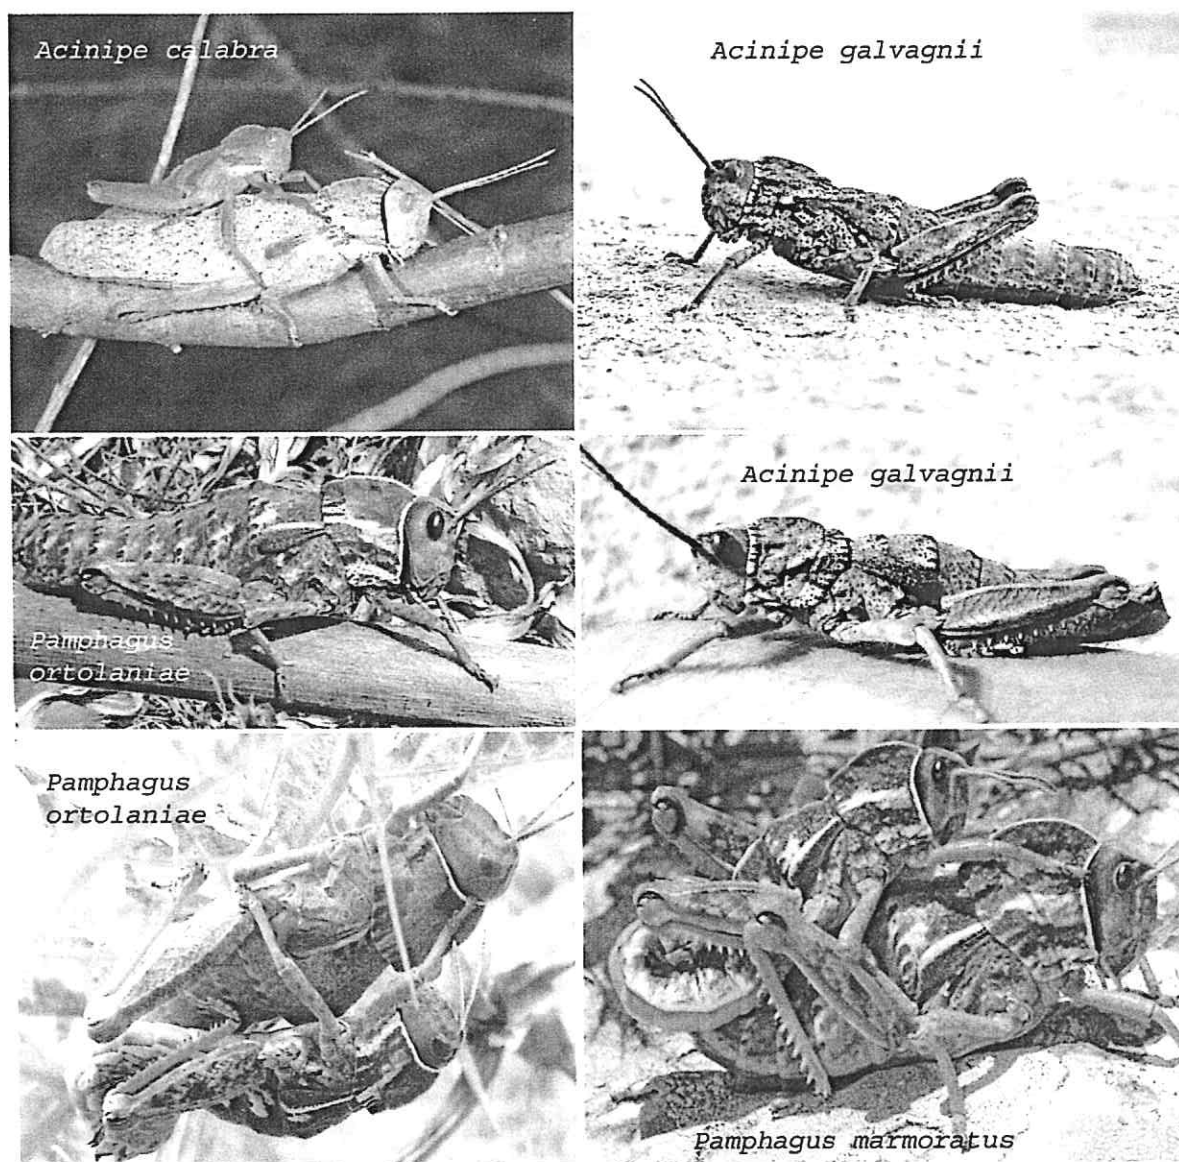 Acinipe calabra
Acinipe galvagnii
Pamphagus
ortolaniae
Acinipe galvagnii
Pamphagus
ortolaniae
Pamphagus marmoratus